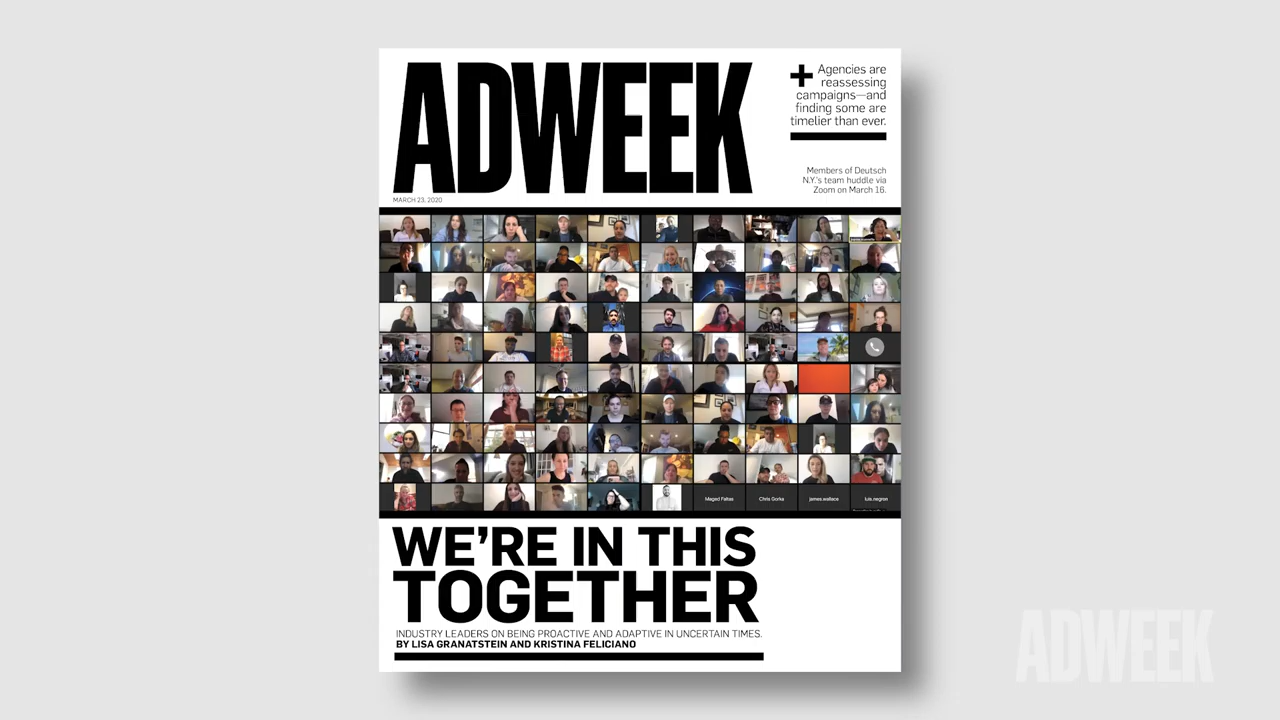 ADWEEK
MARCH 23, 2020
+ Agencies are
reassessing
campaigns—and
finding some are
timelier than ever.
Members of Deutsch
N.Y.'s team huddle via
Zoom on March 16.
Maged Faltas
Chris Gorka
james.wallace
luis.negron
WE'RE IN THIS
TOGETHER
INDUSTRY LEADERS ON BEING PROACTIVE AND ADAPTIVE IN UNCERTAIN TIMES.
BY LISA GRANATSTEIN AND KRISTINA FELICIANO
ADWEEK